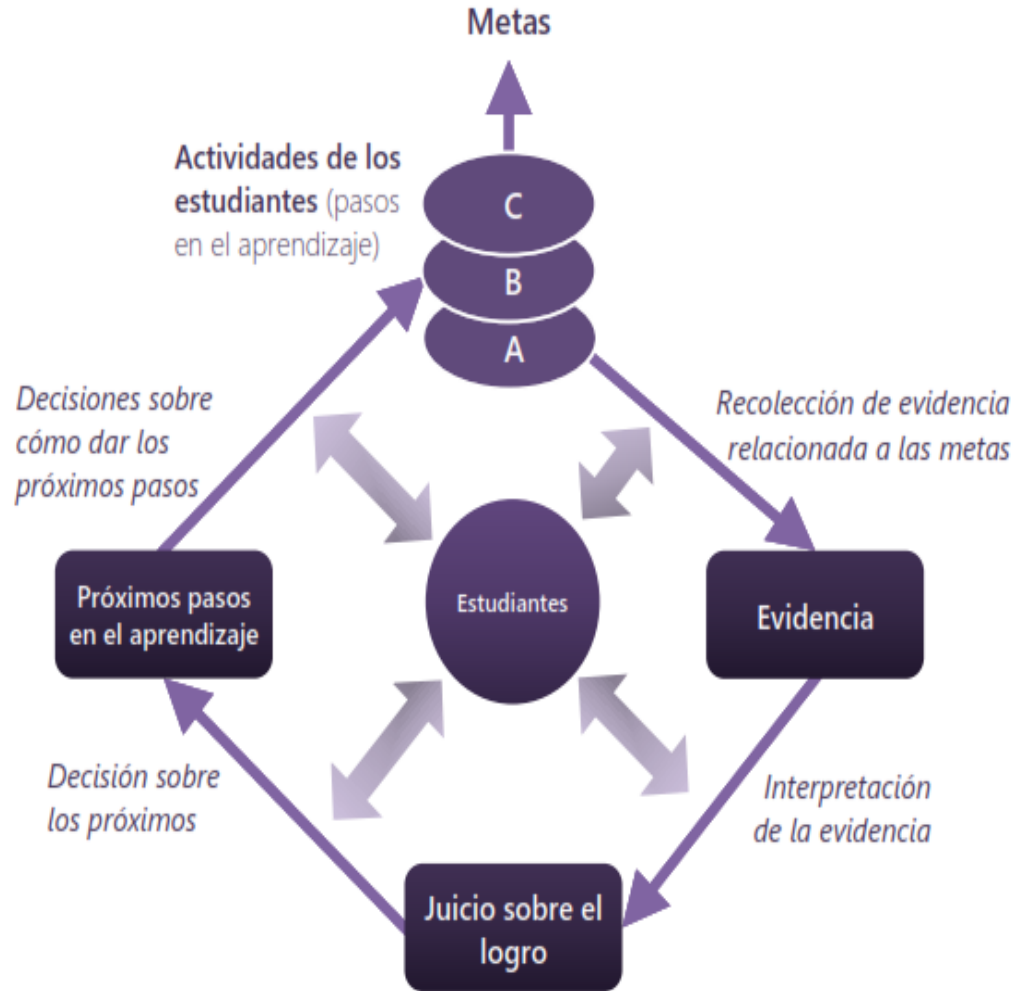 Metas
Actividades de los
estudiantes (pasos
en el aprendizaje)
C
B
A
Decisiones sobre
cómo dar los
próximos pasos
Recolección de evidencia
relacionada a las metas
Próximos pasos
en el aprendizaje
Estudiantes
Evidencia
Decisión sobre
los próximos
Interpretación
de la evidencia
Juicio sobre el
logro